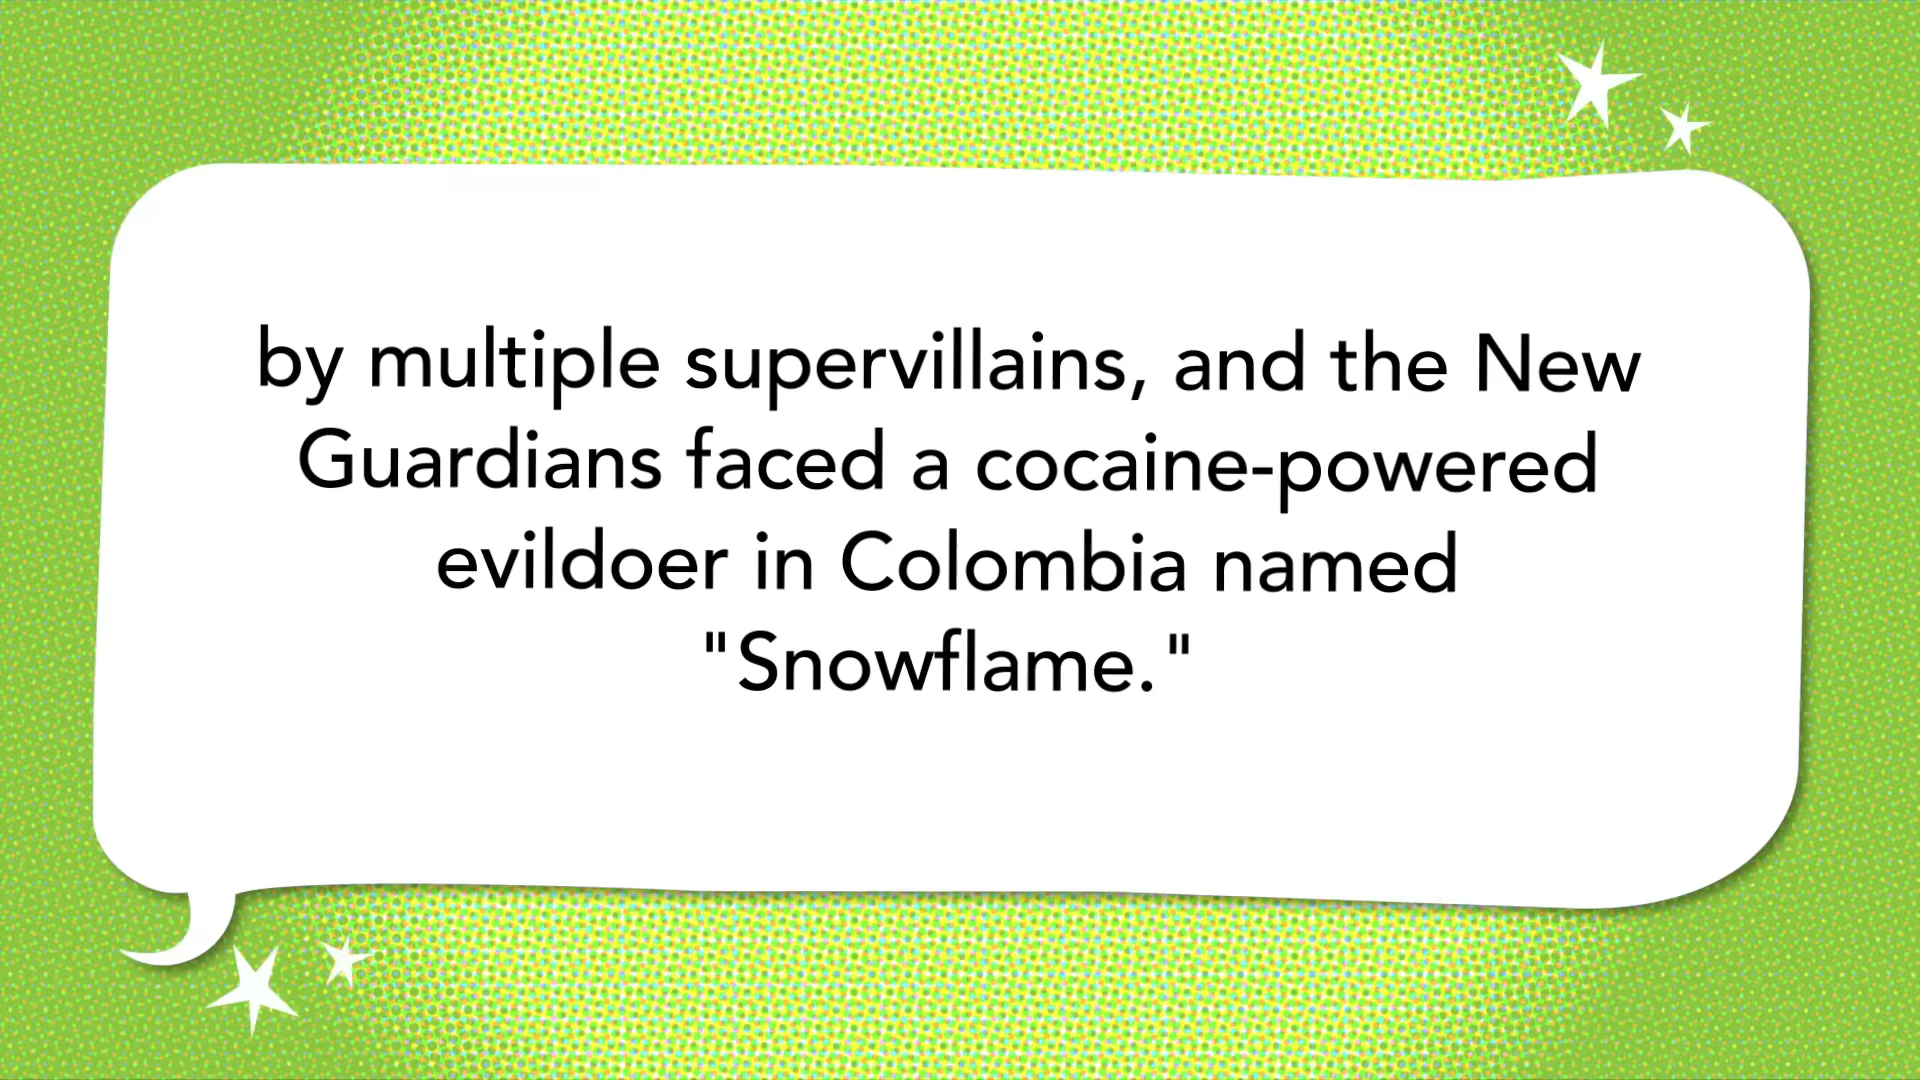 by multiple supervillains, and the New
Guardians faced a cocaine-powered
evildoer in Colombia named
"Snowflame."